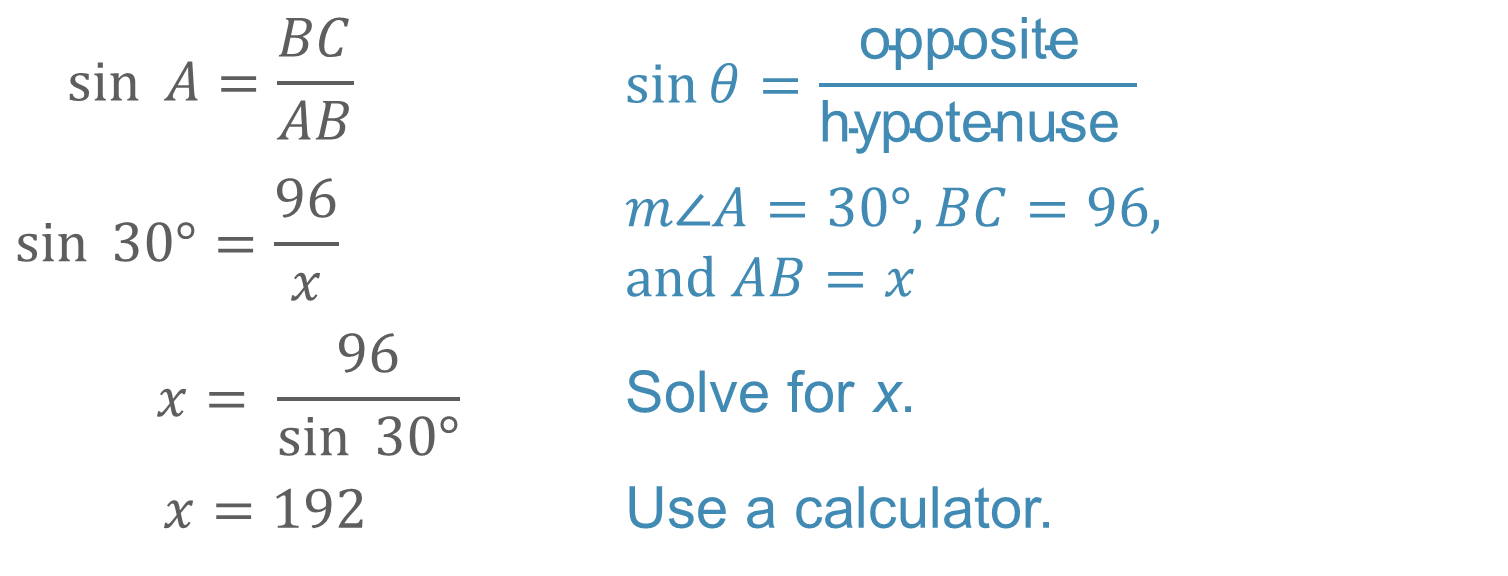 sin A = BC/AB    sin θ = opposite/hypotenuse
sin 30° = 96/x    m∠A = 30°, BC = 96,
and AB = x
x = 96/sin 30°    Solve for x.
x = 192    Use a calculator.